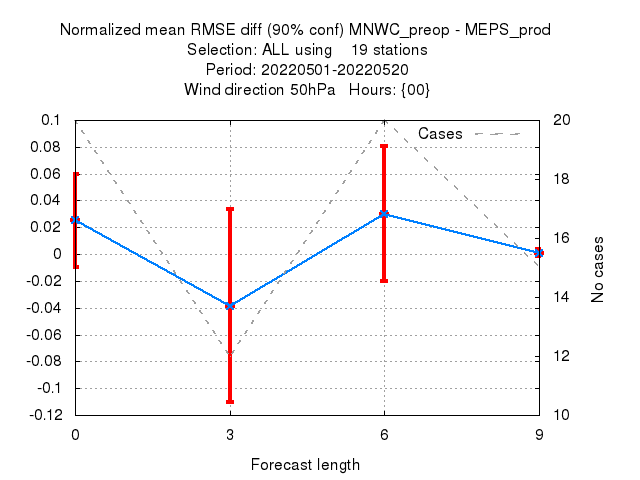 Normalized mean RMSE diff (90% conf) MNWC_preop - MEPS_prod
Selection: ALL using    19 stations
Period: 20220501-20220520
Wind direction 50hPa   Hours: {00}
Cases
0.1
0.08
0.06
0.04
0.02
0
-0.02
-0.04
-0.06
-0.08
-0.1
-0.12
20
18
16
14
12
10
No cases
0 3 6 9
Forecast length